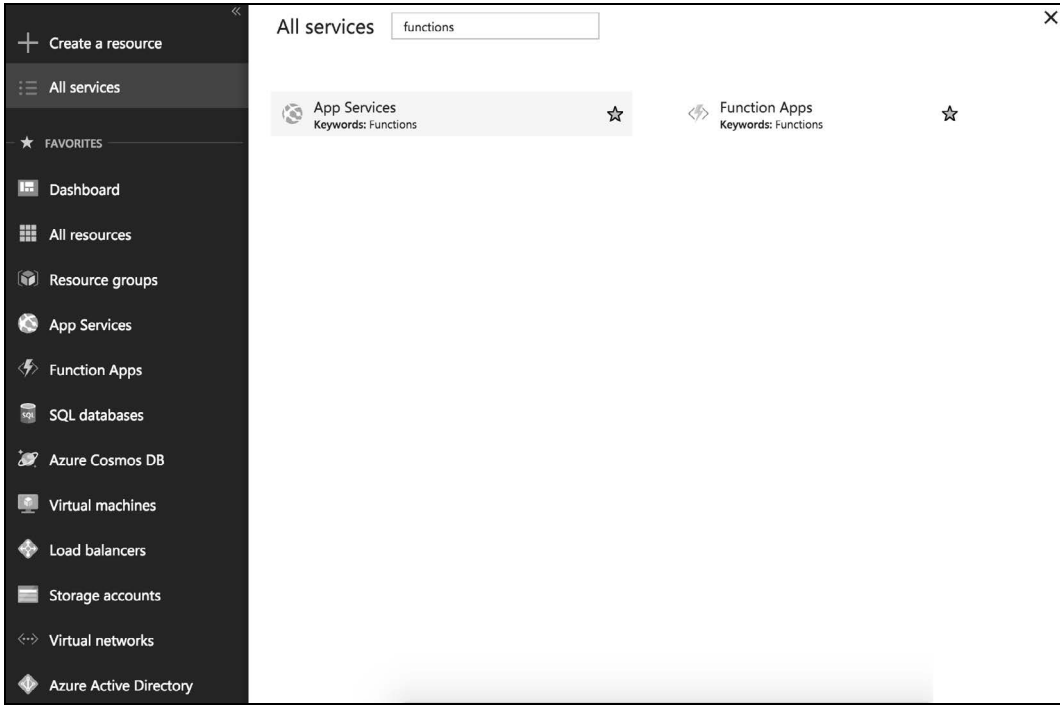 Create a resource
All services
FAVORITES
Dashboard
All resources
Resource groups
App Services
Function Apps
SQL
SQL databases
Azure Cosmos DB
Virtual machines
Load balancers
Storage accounts
Virtual networks
Azure Active Directory
All services
functions
App Services
Keywords: Functions
Function Apps
Keywords: Functions